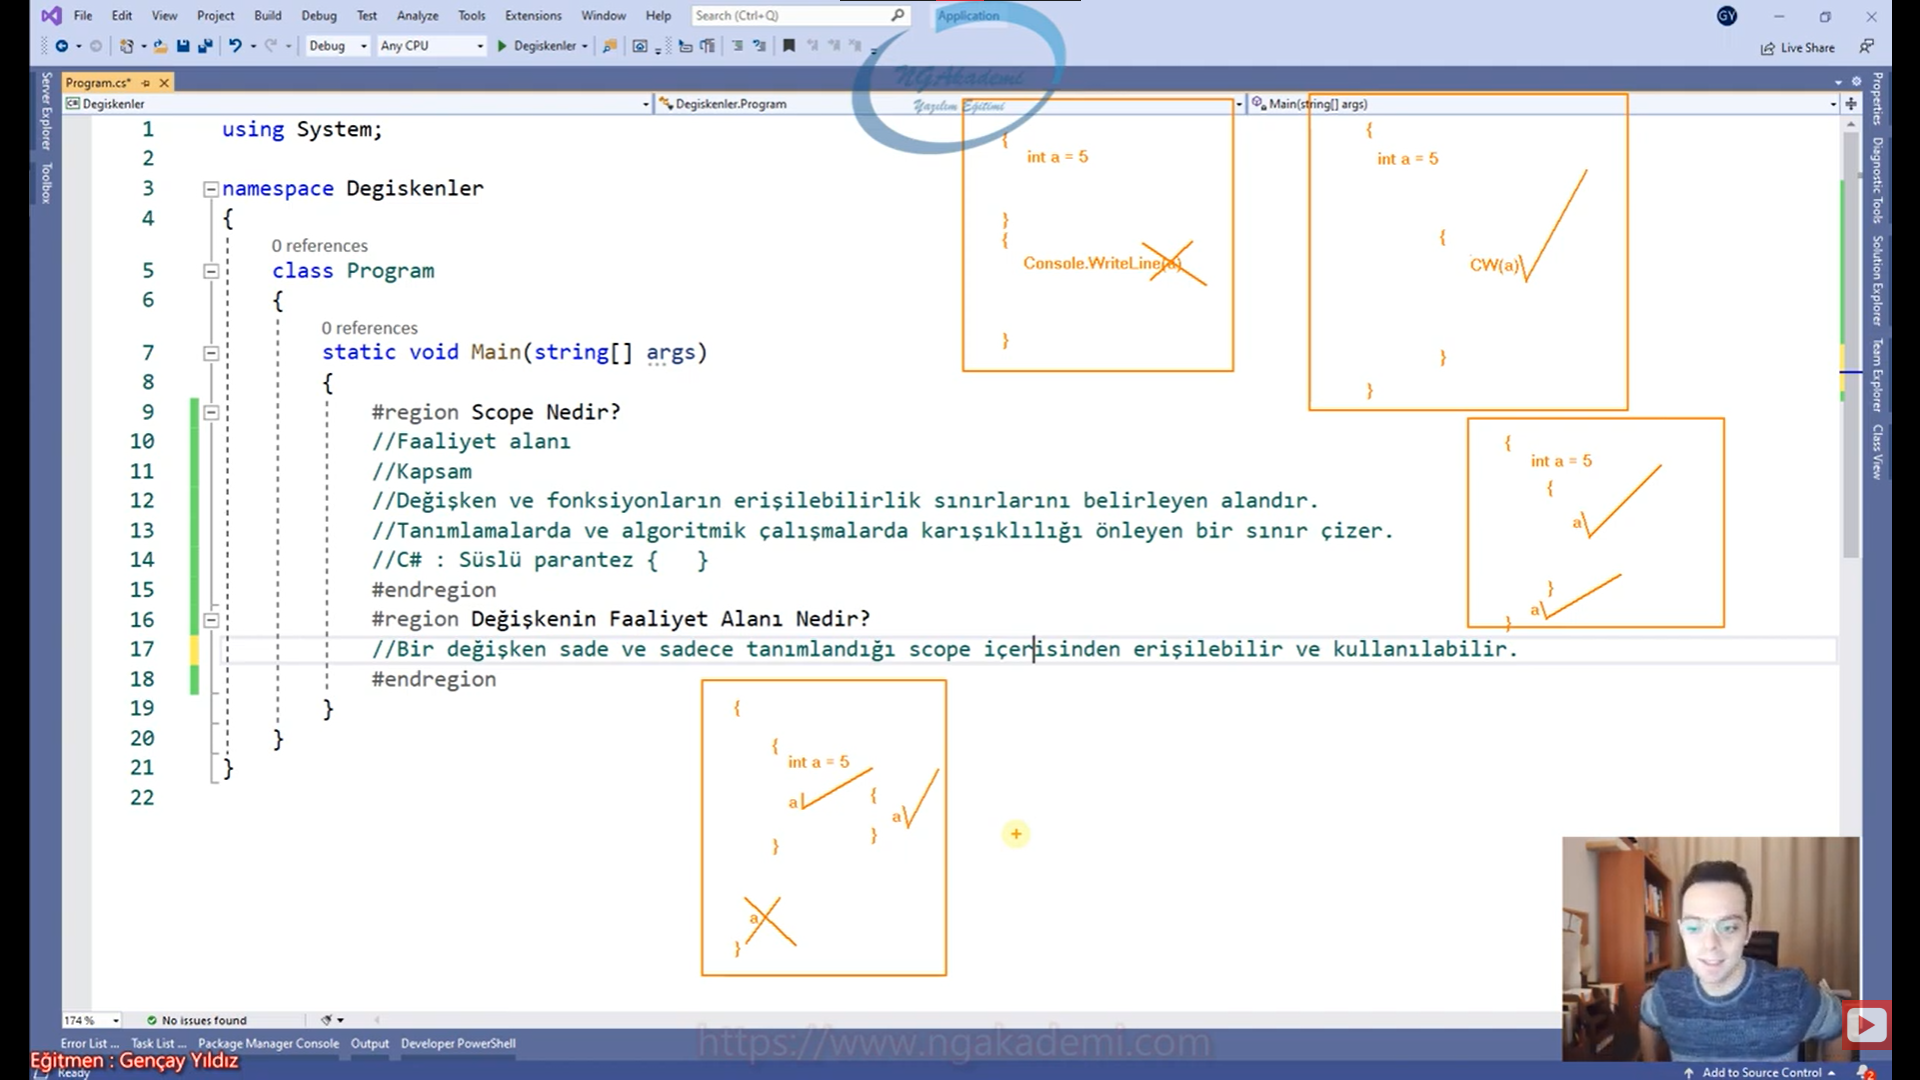 File Edit View Project Build Debug Test Analyze Tools Extensions Window Help Search (Ctrl+Q) Application GY
Debug Any CPU Degiskenler Live Share
Program.cs*
Degiskenler Degiskenler.Program Main(string[] args)
NGAkademi
Yazılım Eğitimi
Server Explorer
Toolbox
Properties
Diagnostic Tools
Solution Explorer
Team Explorer
Class View
1 using System;
2
3 namespace Degiskenler
4 {
0 references
5 class Program
6 {
0 references
7 static void Main(string[] args)
8 {
9 #region Scope Nedir?
10 //Faaliyet alanı
11 //Kapsam
12 //Değişken ve fonksiyonların erişilebilirlik sınırlarını belirleyen alandır.
13 //Tanımlamalarda ve algoritmik çalışmalarda karışıklılığı önleyen bir sınır çizer.
14 //C# : Süslü parantez { }
15 #endregion
16 #region Değişkenin Faaliyet Alanı Nedir?
17 //Bir değişken sade ve sadece tanımlandığı scope içerisinden erişilebilir ve kullanılabilir.
18 #endregion
19 }
20 }
21 }
22
{
int a = 5
}
{
Console.WriteLine(a)
}
{
int a = 5
{
CW(a)
}
}
{
int a = 5
{
a
}
a
}
{
{
int a = 5
a
{
a
}
}
a
}
174 % No issues found
Error List ... Task List ... Package Manager Console Output Developer PowerShell
https://www.ngakademi.com
Eğitmen : Gençay Yıldız
Ready Add to Source Control 2